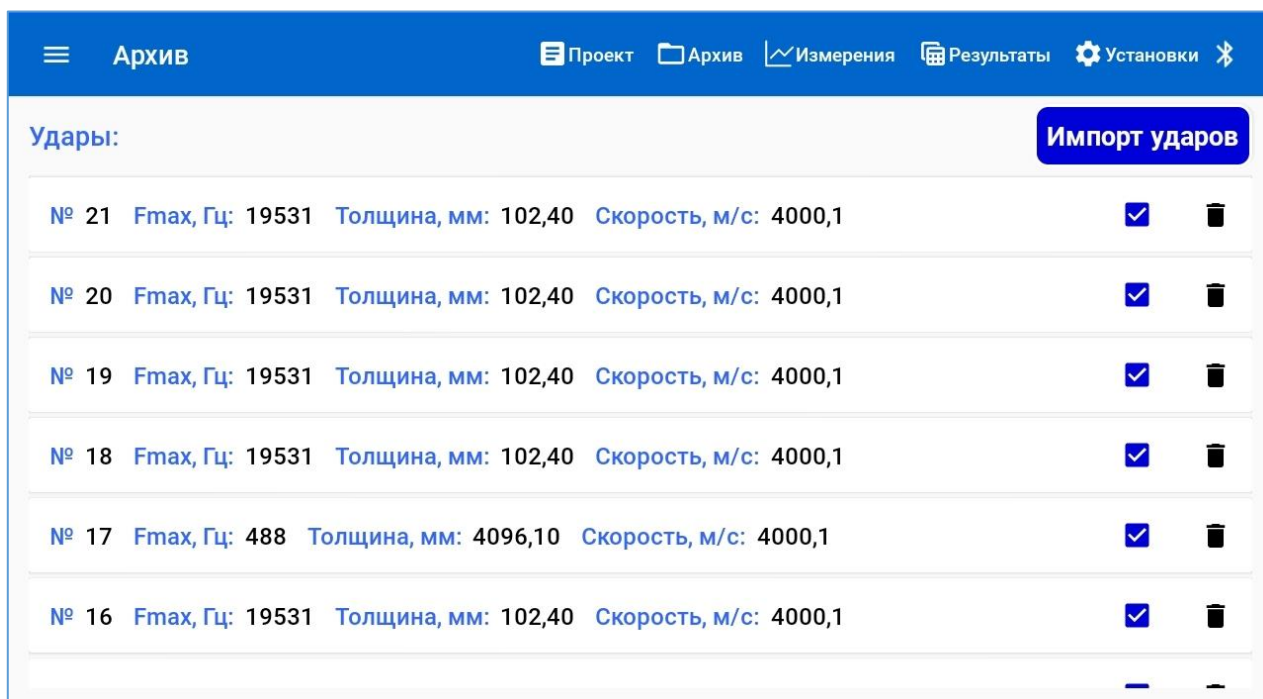 Архив Проект Архив Измерения Результаты Установки
Удары: Импорт ударов
№ 21 Fmax, Гц: 19531 Толщина, мм: 102,40 Скорость, м/с: 4000,1
№ 20 Fmax, Гц: 19531 Толщина, мм: 102,40 Скорость, м/с: 4000,1
№ 19 Fmax, Гц: 19531 Толщина, мм: 102,40 Скорость, м/с: 4000,1
№ 18 Fmax, Гц: 19531 Толщина, мм: 102,40 Скорость, м/с: 4000,1
№ 17 Fmax, Гц: 488 Толщина, мм: 4096,10 Скорость, м/с: 4000,1
№ 16 Fmax, Гц: 19531 Толщина, мм: 102,40 Скорость, м/с: 4000,1